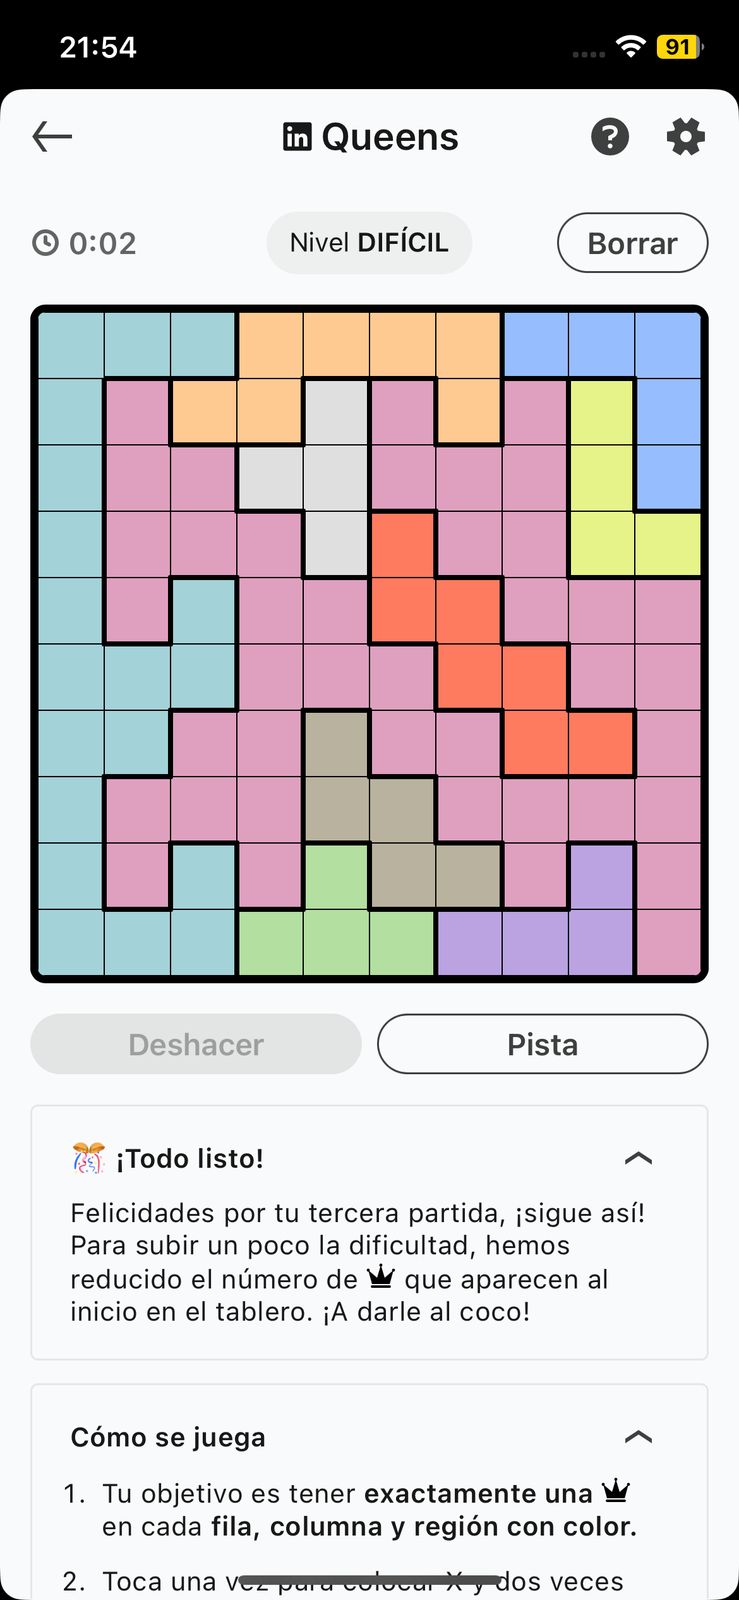 21:54
91
in Queens
?
0:02
Nivel DIFÍCIL
Borrar
Deshacer
Pista
¡Todo listo!
Felicidades por tu tercera partida, ¡sigue así!
Para subir un poco la dificultad, hemos
reducido el número de que aparecen al
inicio en el tablero. ¡A darle al coco!
Cómo se juega
1. Tu objetivo es tener exactamente una
en cada fila, columna y región con color.
2. Toca una vez para colocar X y dos veces